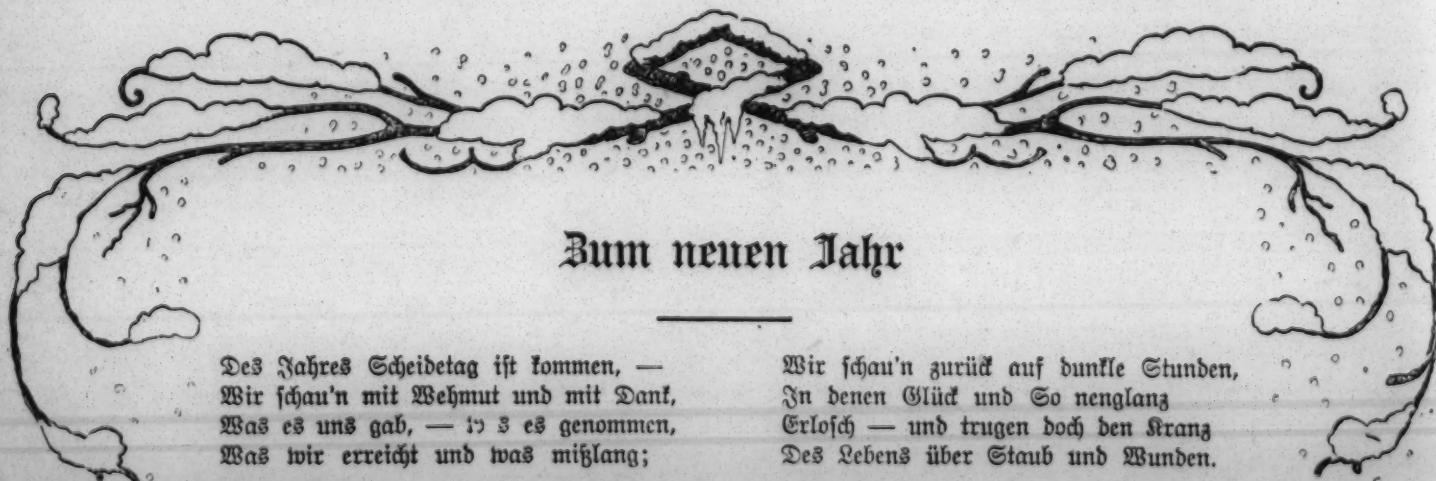 Zum neuen Jahr
Des Jahres Scheidetag ist kommen, —
Wir schau'n mit Wehmut und mit Dank,
Was es uns gab, — es genommen,
Was wir erreicht und was mißlang;
Wir schau'n zurück auf dunkle Stunden,
In denen Glück und So nenglanz
Erlosch — und trugen doch den Kranz
Des Lebens über Staub und Wunden.